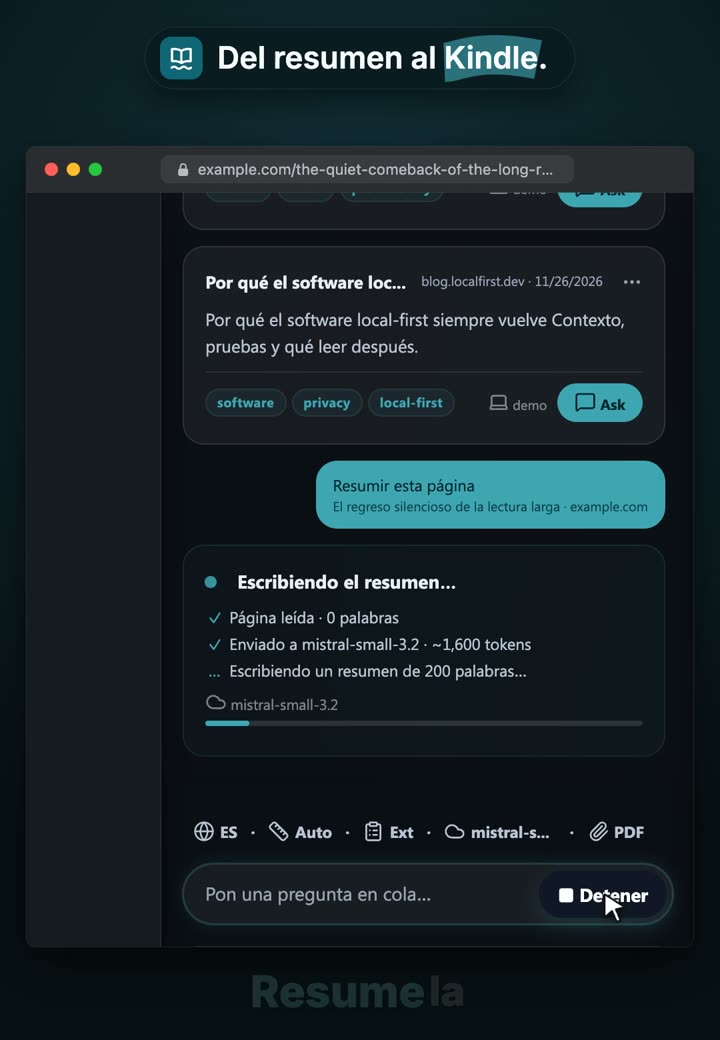 Del resumen al Kindle.
example.com/the-quiet-comeback-of-the-long-r...
demo
Ask
Por qué el software loc... blog.localfirst.dev · 11/26/2026
Por qué el software local-first siempre vuelve Contexto,
pruebas y qué leer después.
software privacy local-first demo Ask
Resumir esta página
El regreso silencioso de la lectura larga · example.com
Escribiendo el resumen...
Página leída · 0 palabras
Enviado a mistral-small-3.2 · ~1,600 tokens
... Escribiendo un resumen de 200 palabras...
mistral-small-3.2
ES · Auto · Ext · mistral-s... · PDF
Pon una pregunta en cola... Detener
Resumela